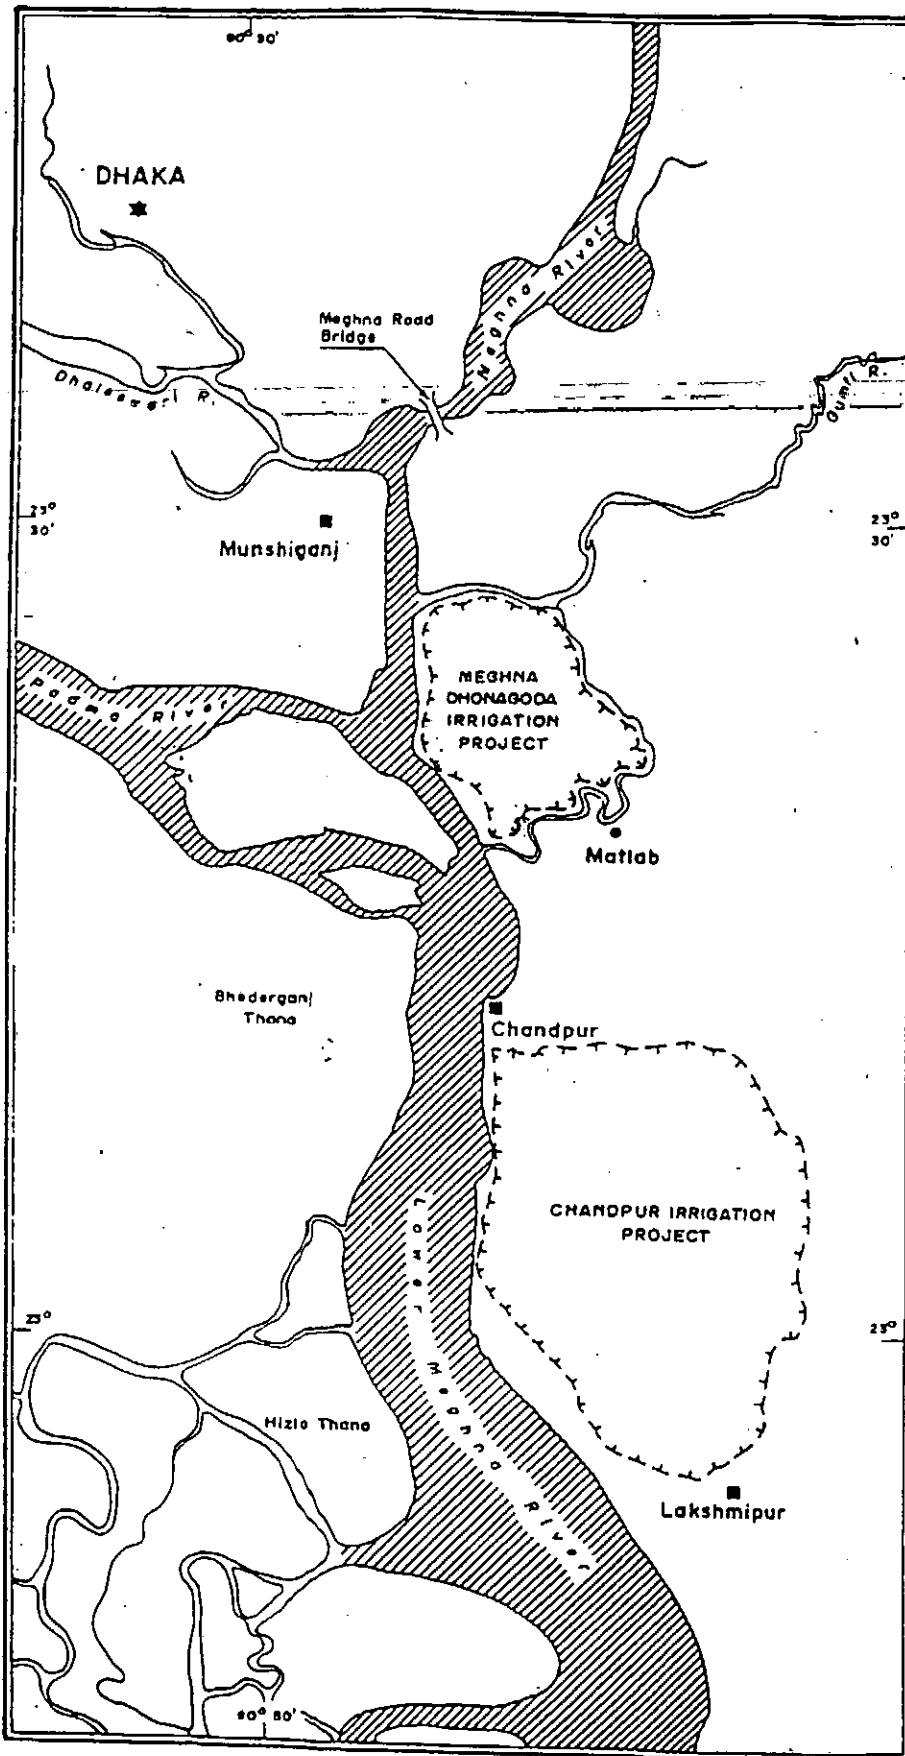 90° 30'
DHAKA
Meghna River
Meghna Road
Bridge
Dhaleswari R.
Gumti R.
23°
30'
23°
30'
Munshiganj
Padma River
MEGHNA
DHONAGODA
IRRIGATION
PROJECT
Matlab
Bhederganj
Thana
Chandpur
CHANDPUR IRRIGATION
PROJECT
Lower Meghna River
23°
23°
Hizla Thana
Lakshmipur
90° 30'